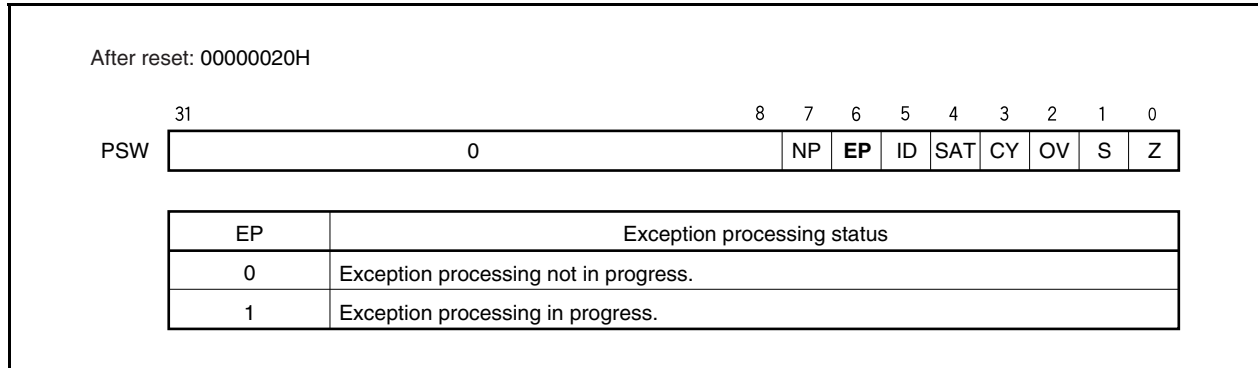 After reset: 00000020H
31 8 7 6 5 4 3 2 1 0
PSW 0 NP EP ID SAT CY OV S Z
EP Exception processing status
0 Exception processing not in progress.
1 Exception processing in progress.